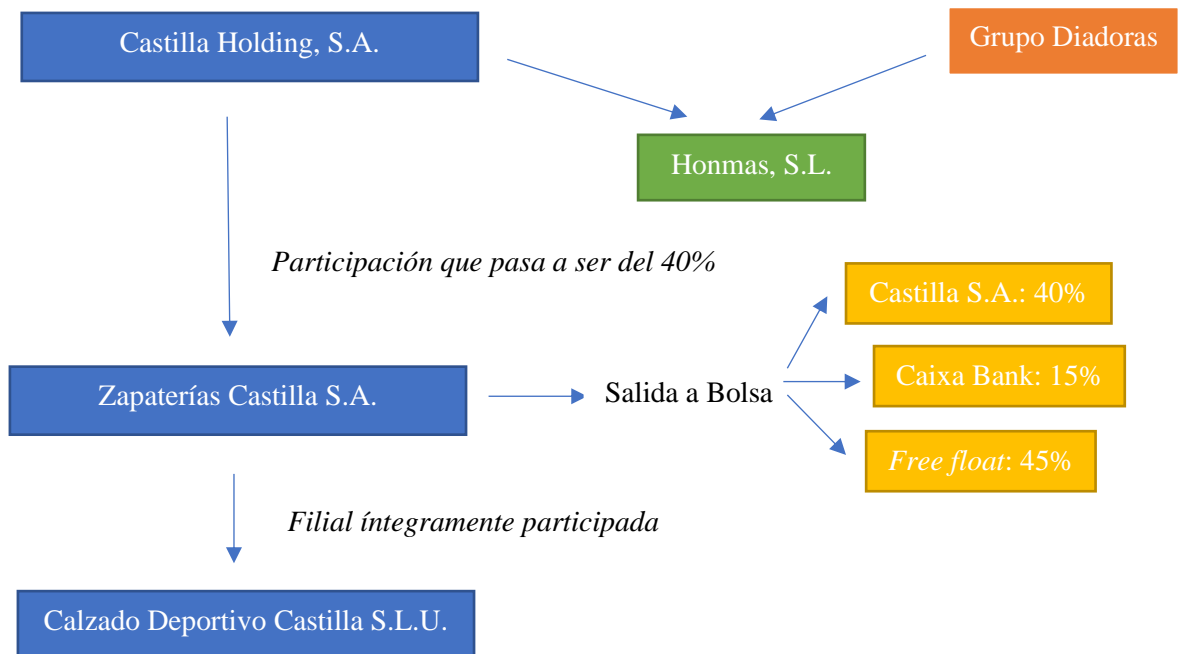 Castilla Holding, S.A.
Grupo Diadoras
Honmas, S.L.
Participación que pasa a ser del 40%
Castilla S.A.: 40%
Zapaterías Castilla S.A.
Salida a Bolsa
Caixa Bank: 15%
Free float: 45%
Filial íntegramente participada
Calzado Deportivo Castilla S.L.U.